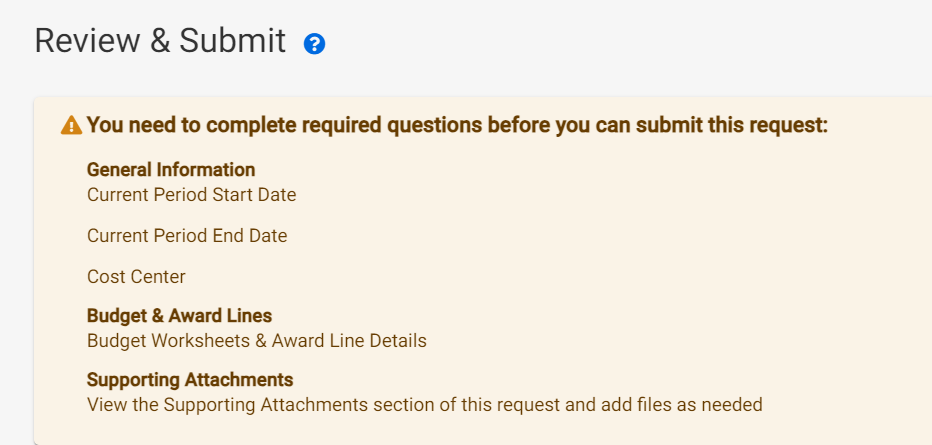 Review & Submit ?
You need to complete required questions before you can submit this request:
General Information
Current Period Start Date
Current Period End Date
Cost Center
Budget & Award Lines
Budget Worksheets & Award Line Details
Supporting Attachments
View the Supporting Attachments section of this request and add files as needed